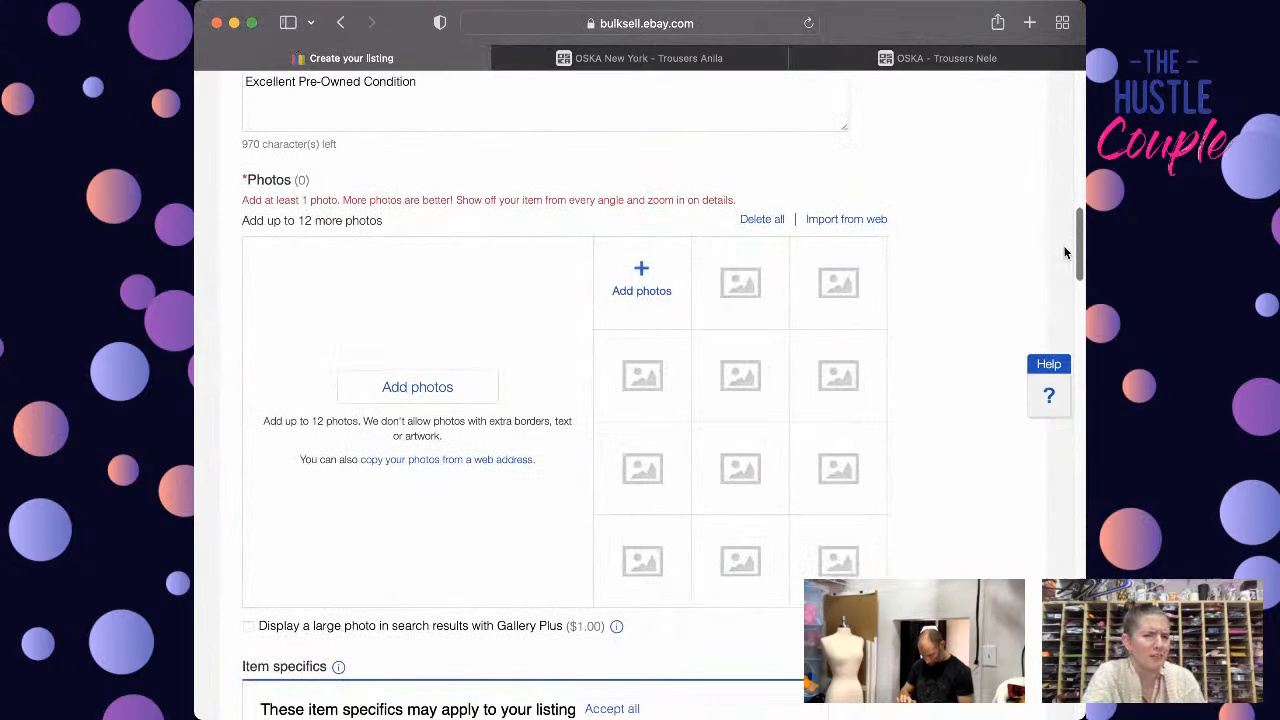 bulksell.ebay.com
Create your listing
OSKA New York - Trousers Anila
OSKA - Trousers Nele
THE
HUSTLE
Couple
Excellent Pre-Owned Condition
970 character(s) left
*Photos (0)
Add at least 1 photo. More photos are better! Show off your item from every angle and zoom in on details.
Add up to 12 more photos
Delete all | Import from web
+
Add photos
Help
?
Add photos
Add up to 12 photos. We don't allow photos with extra borders, text
or artwork.
You can also copy your photos from a web address.
Display a large photo in search results with Gallery Plus ($1.00)
Item specifics
These item specifics may apply to your listing Accept all